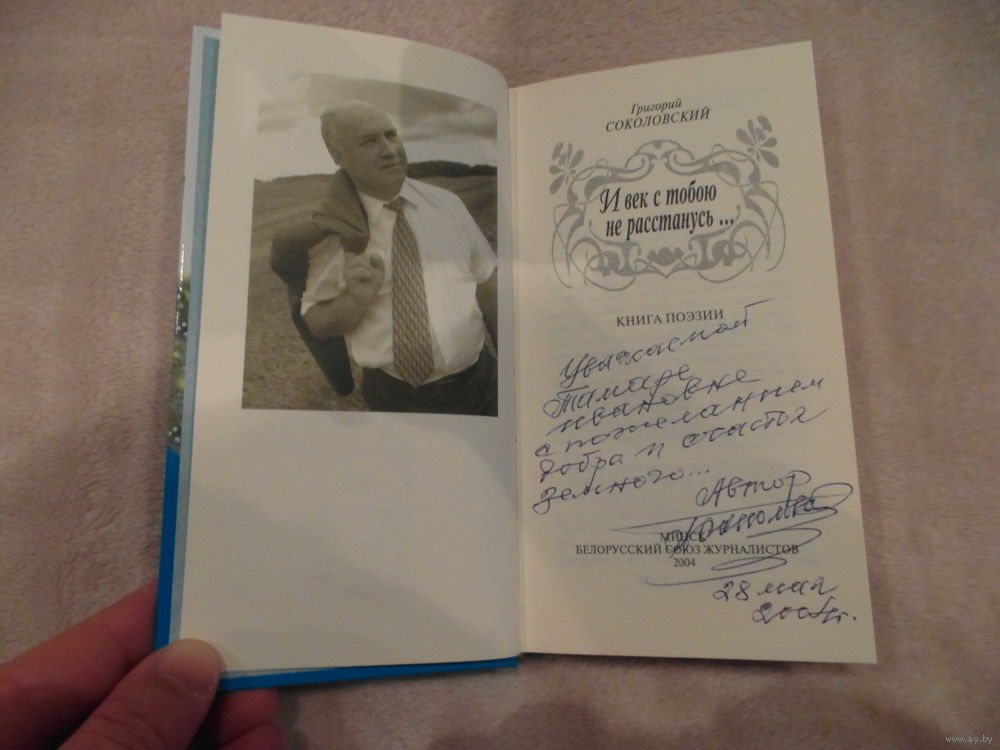 Григорий
СОКОЛОВСКИЙ
И век с тобою
не расстанусь ...
КНИГА ПОЭЗИИ
Уважаемой
Тамаре
Ивановне
с пожеланием
добра и счастья
земного...
Автор
МИНСК
БЕЛОРУССКИЙ СОЮЗ ЖУРНАЛИСТОВ
2004
28 мая
2004г.
www.ay.by